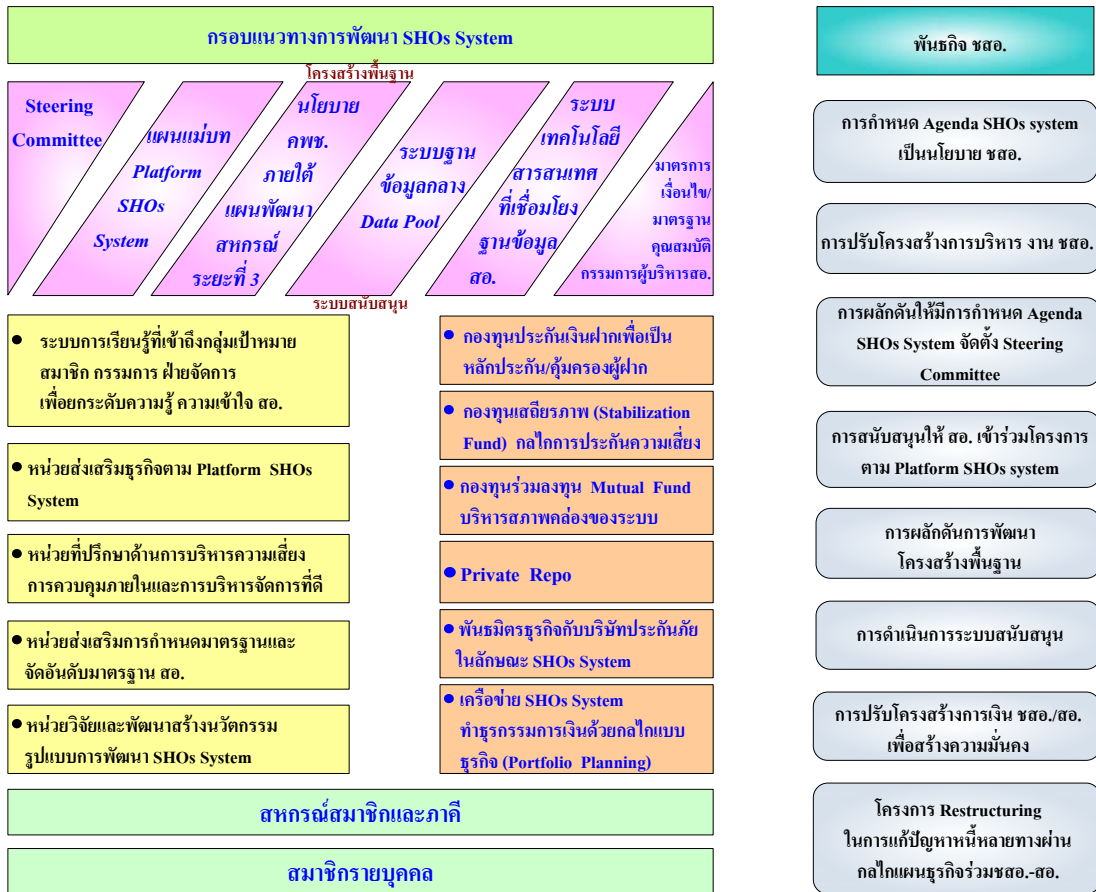 กรอบแนวทางการพัฒนา SHOs System
โครงสร้างพื้นฐาน
Steering
Committee
แผนแม่บท
Platform
SHOs
System
นโยบาย
คพช.
ภายใต้
แผนพัฒนา
สหกรณ์
ระยะที่ 3
ระบบฐาน
ข้อมูลกลาง
Data Pool
ระบบ
เทคโนโลยี
สารสนเทศ
ที่เชื่อมโยง
ฐานข้อมูล
สอ.
มาตรการ
เงื่อนไข/
มาตรฐาน
คุณสมบัติ
กรรมการผู้บริหารสอ.
ระบบสนับสนุน
• ระบบการเรียนรู้ที่เข้าถึงกลุ่มเป้าหมาย
สมาชิก กรรมการ ฝ่ายจัดการ
เพื่อยกระดับความรู้ ความเข้าใจ สอ.
• หน่วยส่งเสริมธุรกิจตาม Platform SHOs
System
• หน่วยที่ปรึกษาด้านการบริหารความเสี่ยง
การควบคุมภายในและการบริหารจัดการที่ดี
• หน่วยส่งเสริมการกำหนดมาตรฐานและ
จัดอันดับมาตรฐาน สอ.
• หน่วยวิจัยและพัฒนาสร้างนวัตกรรม
รูปแบบการพัฒนา SHOs System
• กองทุนประกันเงินฝากเพื่อเป็น
หลักประกัน/คุ้มครองผู้ฝาก
• กองทุนเสถียรภาพ (Stabilization
Fund) กลไกการประกันความเสี่ยง
• กองทุนร่วมลงทุน Mutual Fund
บริหารสภาพคล่องของระบบ
• Private Repo
• พันธมิตรธุรกิจกับบริษัทประกันภัย
ในลักษณะ SHOs System
• เครือข่าย SHOs System
ทำธุรกรรมการเงินด้วยกลไกแบบ
ธุรกิจ (Portfolio Planning)
สหกรณ์สมาชิกและภาคี
สมาชิกรายบุคคล
พันธกิจ ชสอ.
การกำหนด Agenda SHOs system
เป็นนโยบาย ชสอ.
การปรับโครงสร้างการบริหาร งาน ชสอ.
การผลักดันให้มีการกำหนด Agenda
SHOs System จัดตั้ง Steering
Committee
การสนับสนุนให้ สอ. เข้าร่วมโครงการ
ตาม Platform SHOs system
การผลักดันการพัฒนา
โครงสร้างพื้นฐาน
การดำเนินการระบบสนับสนุน
การปรับโครงสร้างการเงิน ชสอ./สอ.
เพื่อสร้างความมั่นคง
โครงการ Restructuring
ในการแก้ปัญหาหนี้หลายทางผ่าน
กลไกแผนธุรกิจร่วมชสอ.-สอ.